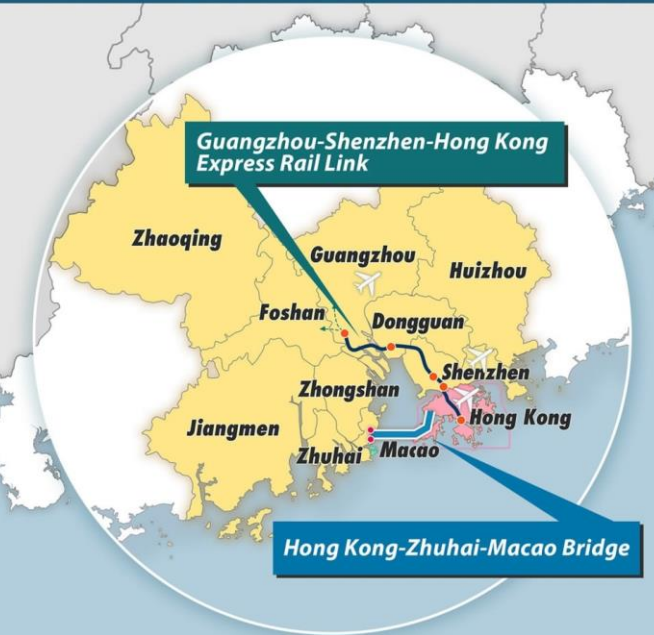 Guangzhou-Shenzhen-Hong Kong
Express Rail Link
Zhaoqing
Guangzhou
Huizhou
Foshan
Dongguan
Shenzhen
Zhongshan
Hong Kong
Jiangmen
Zhuhai
Macao
Hong Kong-Zhuhai-Macao Bridge